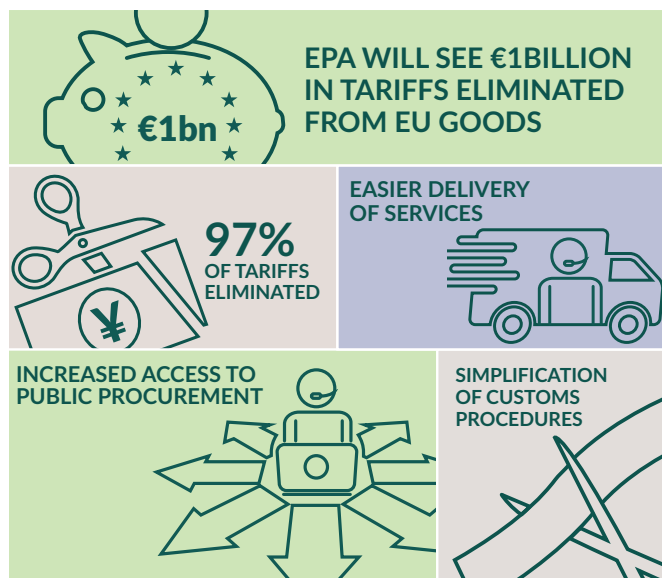 EPA WILL SEE €1BILLION
IN TARIFFS ELIMINATED
FROM EU GOODS
€1bn
97%
OF TARIFFS
ELIMINATED
¥
EASIER DELIVERY
OF SERVICES
INCREASED ACCESS TO
PUBLIC PROCUREMENT
SIMPLIFICATION
OF CUSTOMS
PROCEDURES